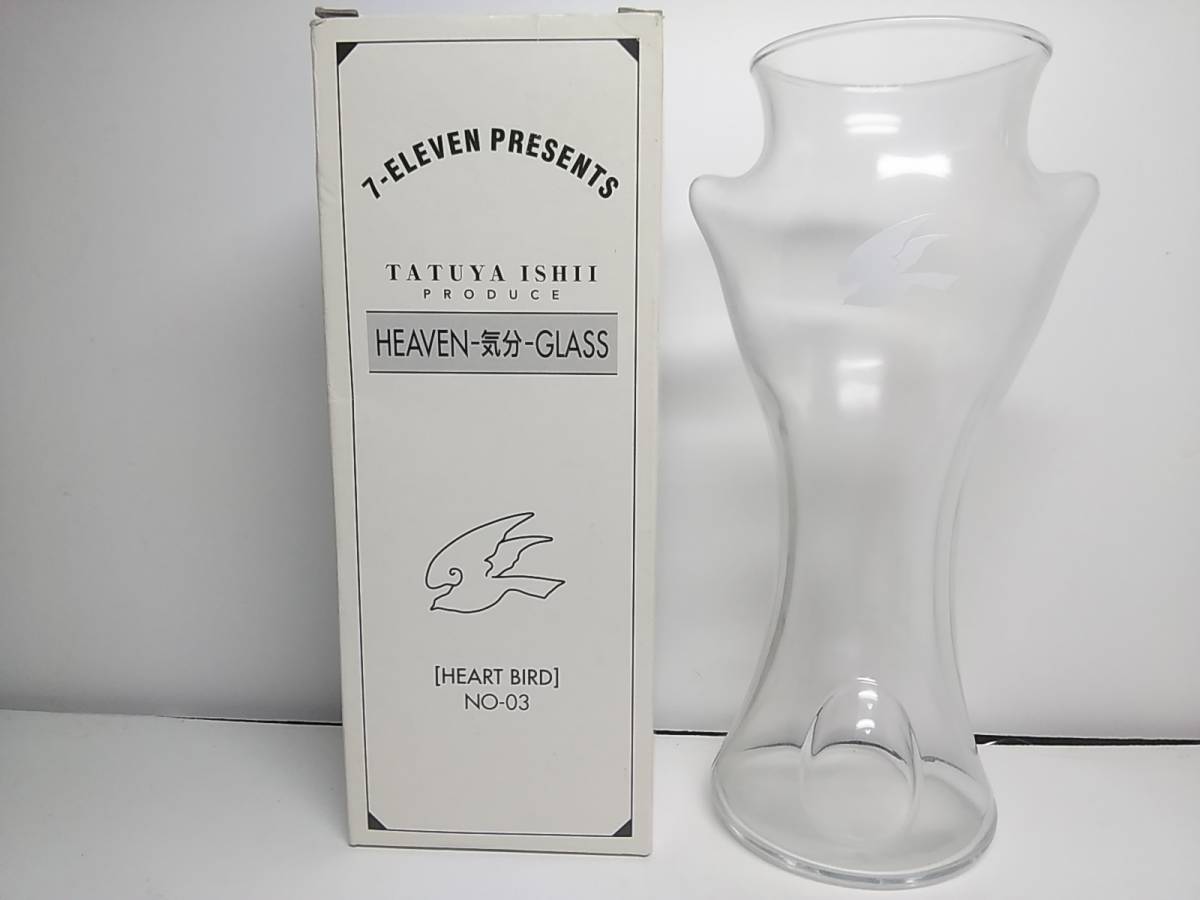 7-ELEVEN PRESENTS
TATUYA ISHII
PRODUCE
HEAVEN-気分-GLASS
[HEART BIRD]
NO-03